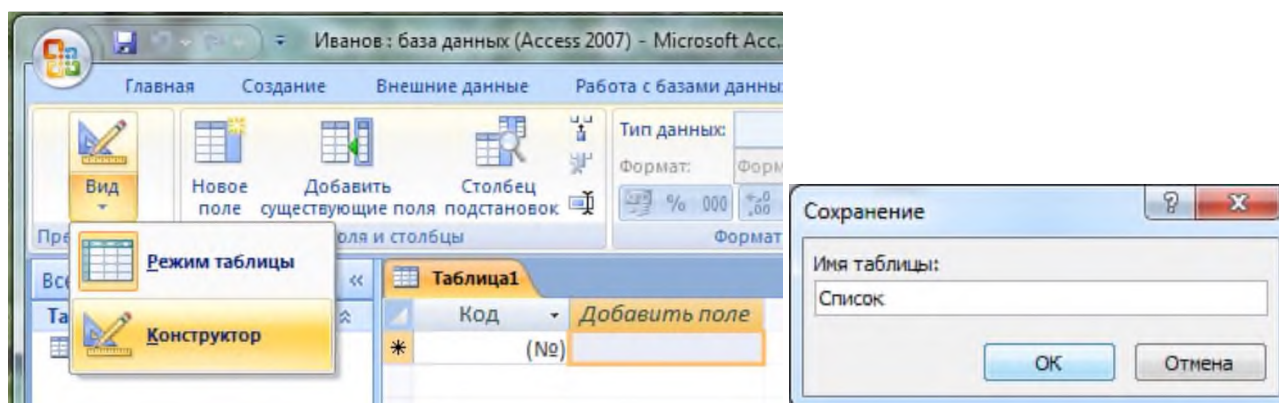 Иванов : база данных (Access 2007) - Microsoft Acc.
Главная Создание Внешние данные Работа с базами данны
Вид
Новое поле
Добавить существующие поля
Столбец подстановок
Тип данных:
Формат:
% 000
Формат
оля и столбцы
Режим таблицы
Конструктор
Таблица1
Код Добавить поле
* (№)
Сохранение
Имя таблицы:
Список
ОК Отмена